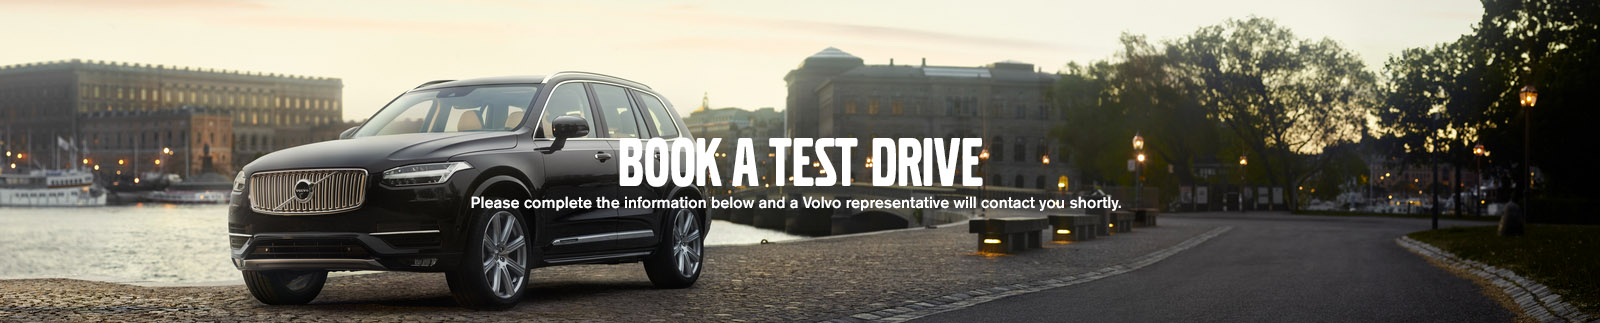 BOOK A TEST DRIVE
Please complete the information below and a Volvo representative will contact you shortly.